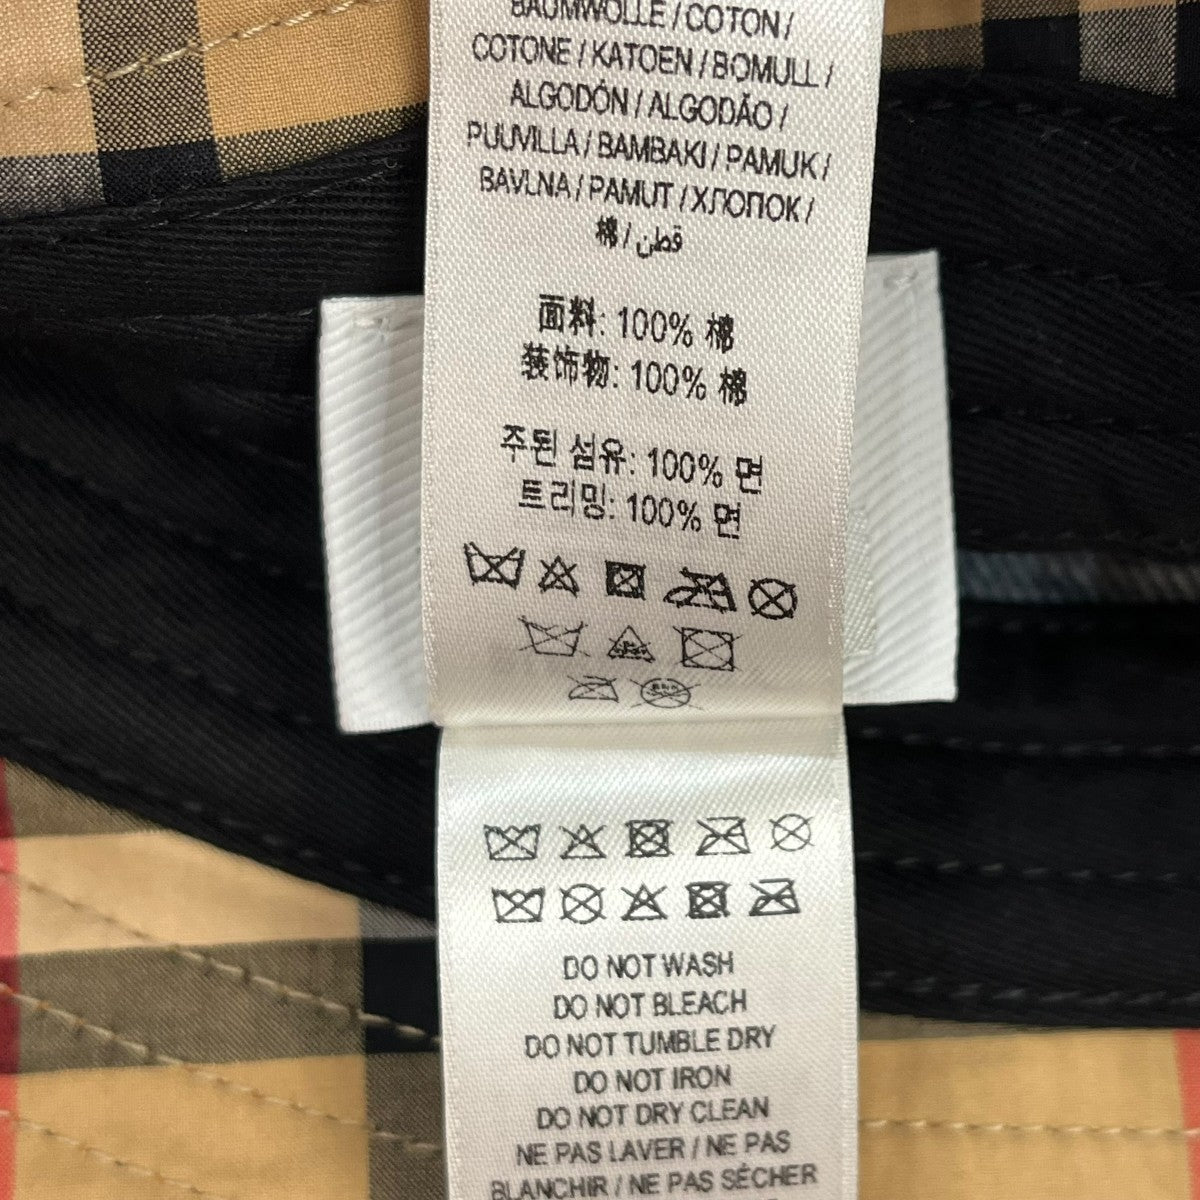 BAUMWOLLE / COTON /
COTONE / KATOEN / BOMULL /
ALGODÓN / ALGODÃO /
PUUVILLA / BAMBAKI / PAMUK /
BAVLNA / PAMUT / ХЛОПОК /
棉 / قطن
面料: 100% 棉
装饰物: 100% 棉
주된 섬유: 100% 면
트리밍: 100% 면
DO NOT WASH
DO NOT BLEACH
DO NOT TUMBLE DRY
DO NOT IRON
DO NOT DRY CLEAN
NE PAS LAVER / NE PAS
BLANCHIR / NE PAS SÉCHER